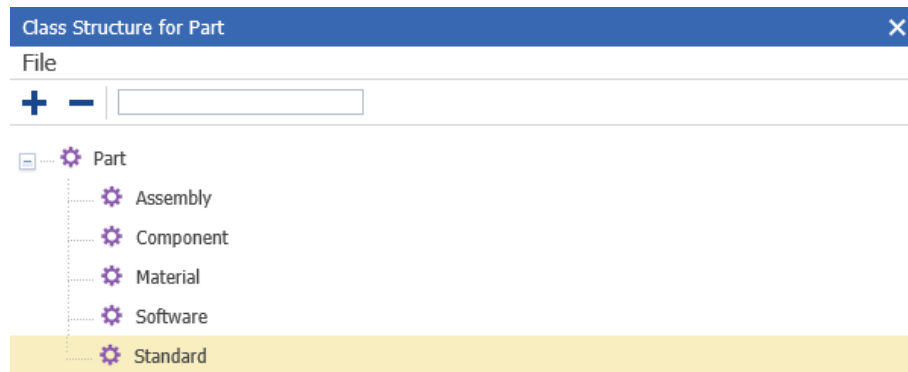 Class Structure for Part
File
Part
Assembly
Component
Material
Software
Standard